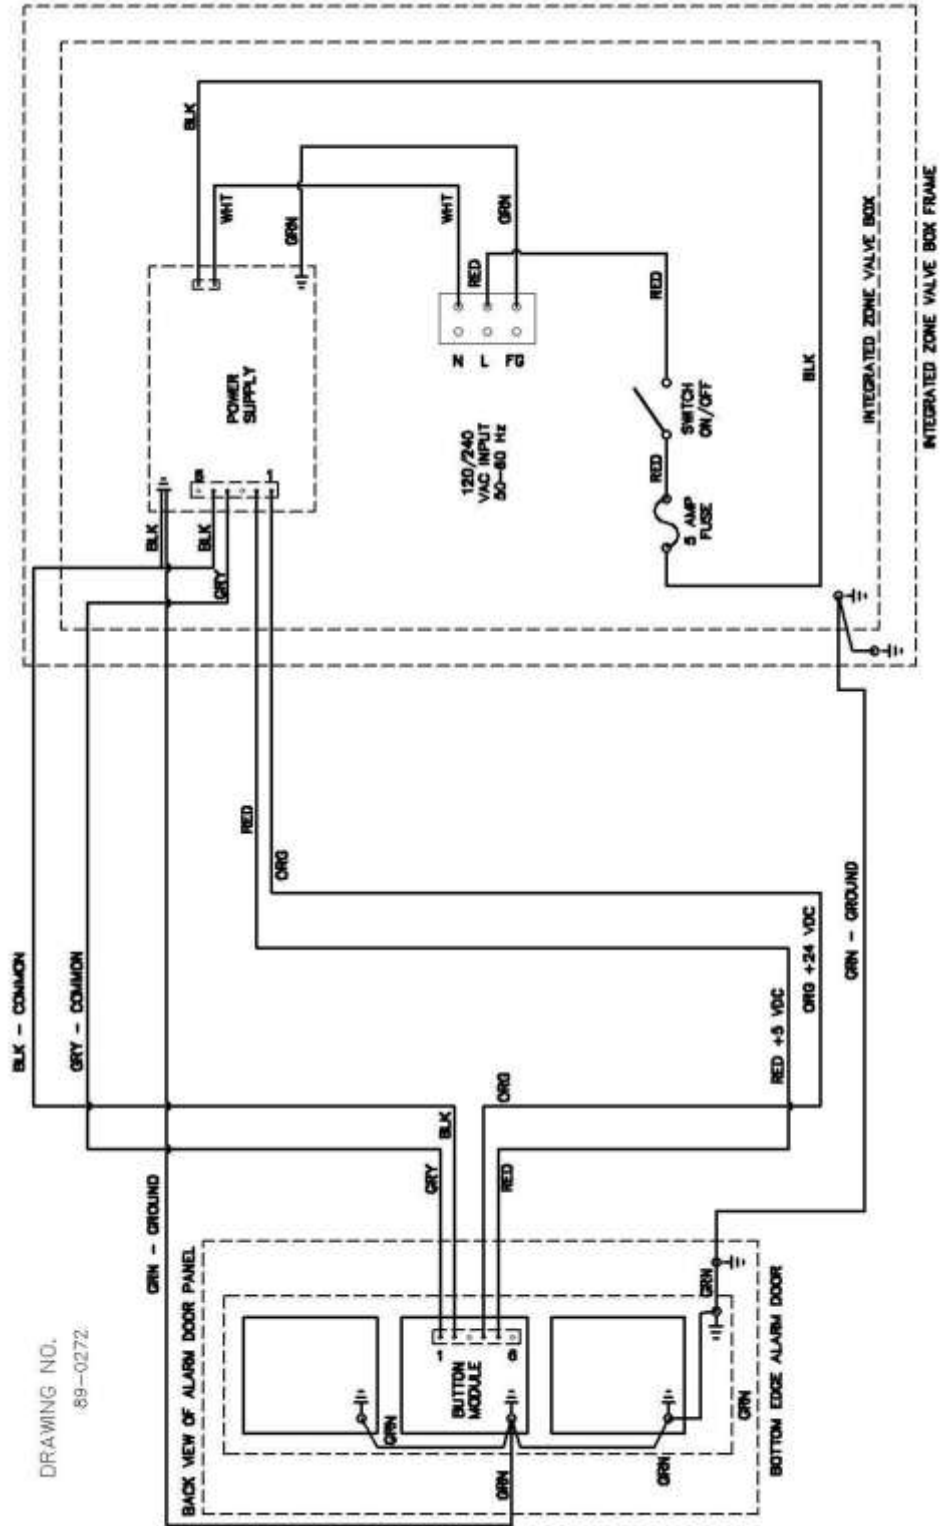 DRAWING NO.
89-0272
BLK - COMMON
GRY - COMMON
GRN - GROUND
BACK VIEW OF ALARM DOOR PANEL
BUTTON
MODULE
1
6
GRN
GRN
GRN
GRN
GRN
BOTTOM EDGE ALARM DOOR
GRY
BLK
ORG
RED
RED +5 VDC
ORG +24 VDC
GRN - GROUND
RED
ORG
BLK
BLK
GRY
1
POWER
SUPPLY
BLK
WHT
GRN
WHT
RED
GRN
N L FG
120/240
VAC INPUT
50-60 Hz
RED
SWITCH
ON/OFF
RED
5 AMP
FUSE
BLK
INTEGRATED ZONE VALVE BOX
INTEGRATED ZONE VALVE BOX FRAME